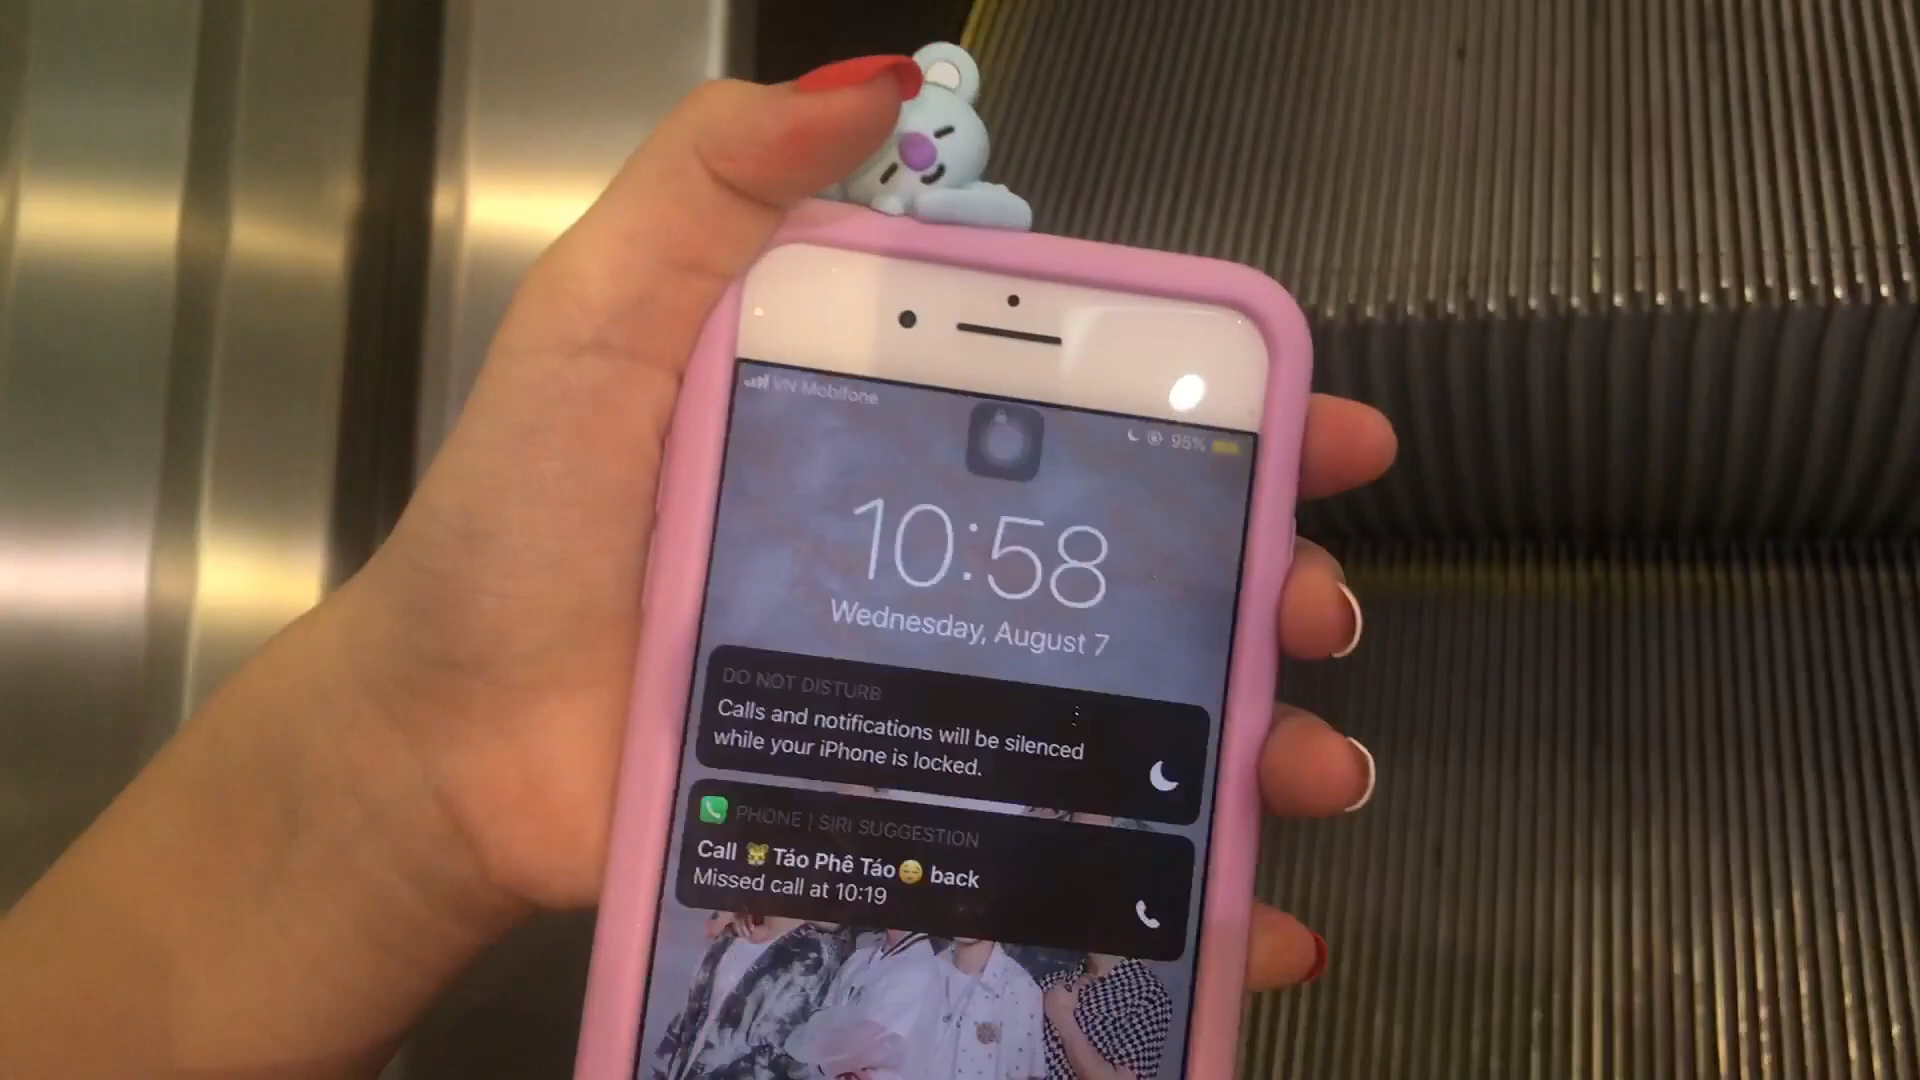 VN Mobifone
95%
10:58
Wednesday, August 7
DO NOT DISTURB
Calls and notifications will be silenced
while your iPhone is locked.
PHONE | SIRI SUGGESTION
Call 🐯 Táo Phê Táo😔 back
Missed call at 10:19